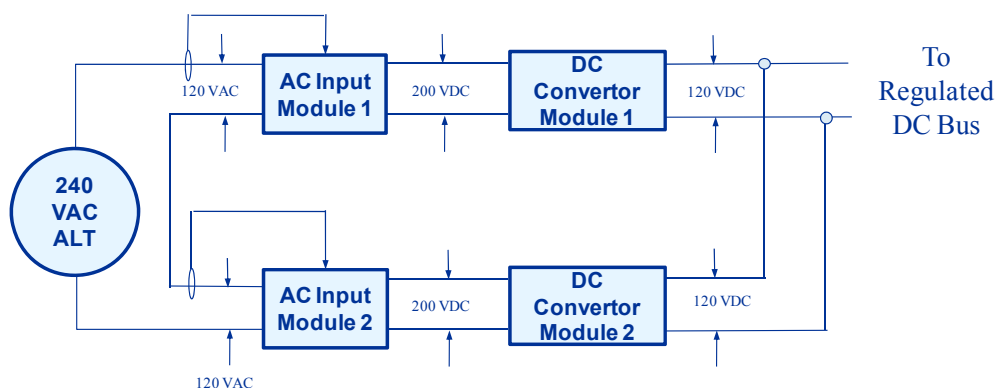 120 VAC
AC Input
Module 1
200 VDC
DC
Convertor
Module 1
120 VDC
To
Regulated
DC Bus
240
VAC
ALT
AC Input
Module 2
200 VDC
DC
Convertor
Module 2
120 VDC
120 VAC